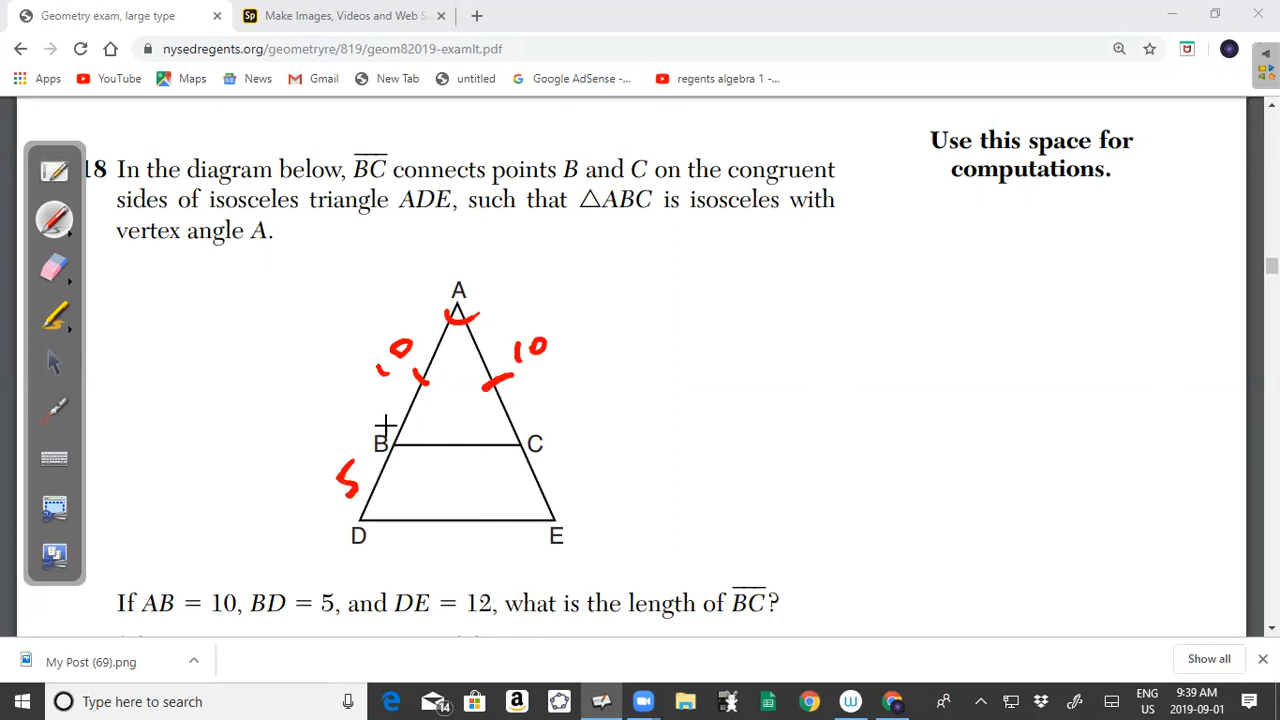 Geometry exam, large type
Make Images, Videos and Web S
nysedregents.org/geometryre/819/geom82019-examlt.pdf
Apps
YouTube
Maps
News
Gmail
New Tab
untitled
Google AdSense -...
regents algebra 1 -...
Use this space for
computations.
18 In the diagram below, BC connects points B and C on the congruent
sides of isosceles triangle ADE, such that △ABC is isosceles with
vertex angle A.
A
10
10
B
C
5
D
E
If AB = 10, BD = 5, and DE = 12, what is the length of BC?
My Post (69).png
Show all
Type here to search
14
ENG
US
9:39 AM
2019-09-01